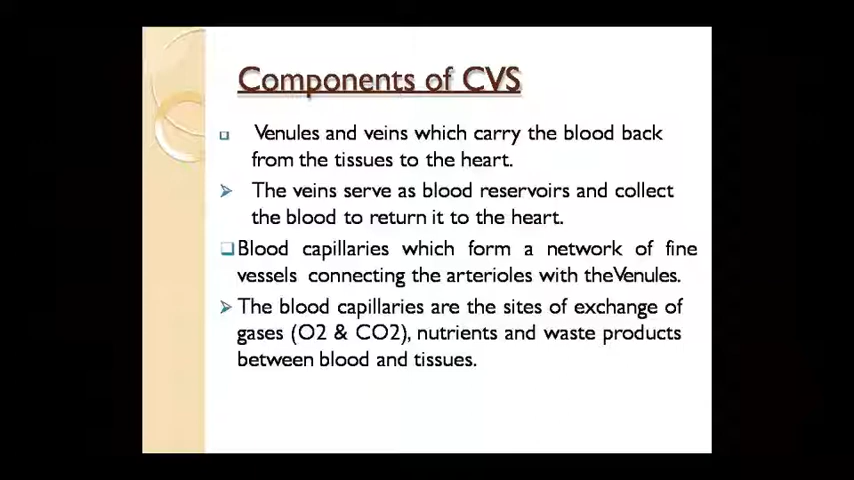 Components of CVS
Venules and veins which carry the blood back
from the tissues to the heart.
The veins serve as blood reservoirs and collect
the blood to return it to the heart.
Blood capillaries which form a network of fine
vessels connecting the arterioles with theVenules.
The blood capillaries are the sites of exchange of
gases (O2 & CO2), nutrients and waste products
between blood and tissues.